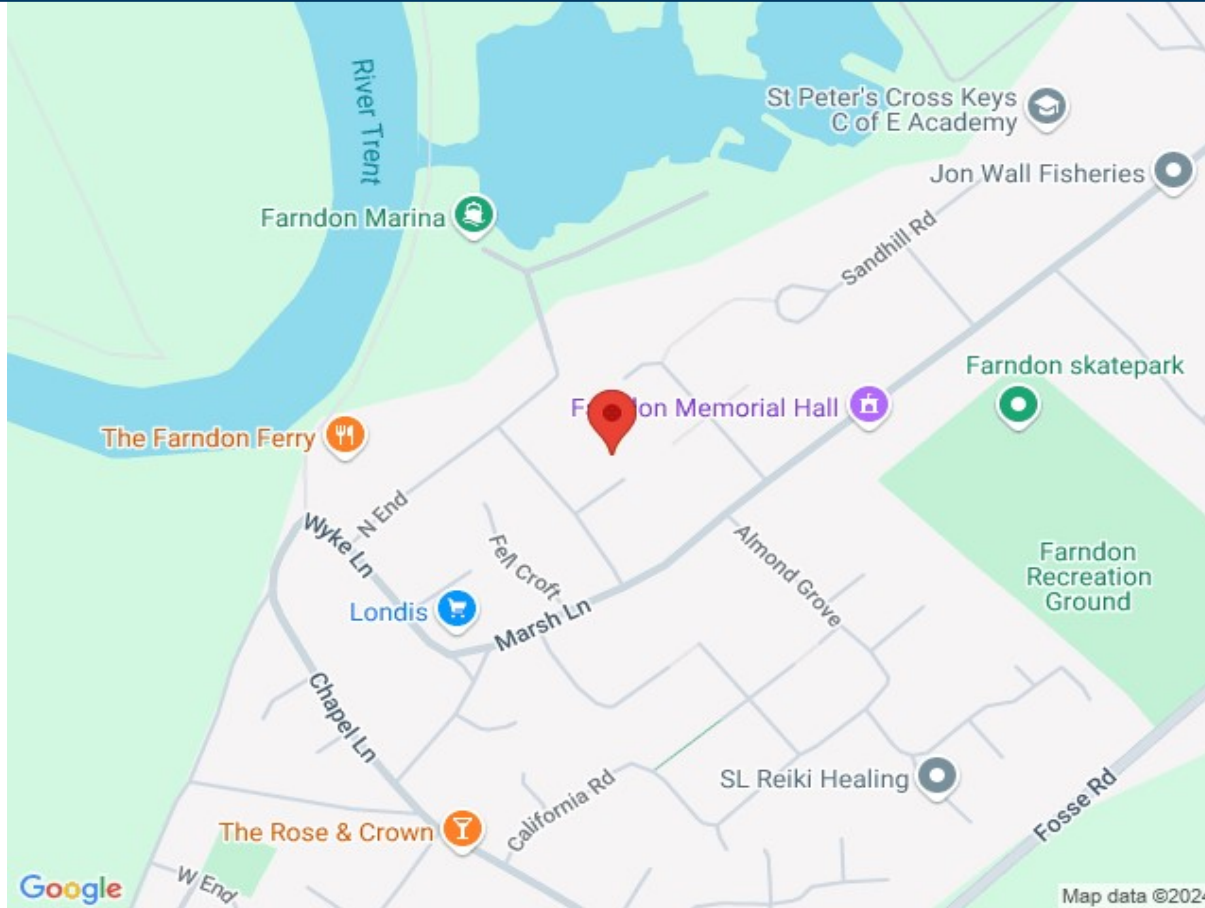 River Trent
St Peter's Cross Keys
C of E Academy
Jon Wall Fisheries
Farndon Marina
Sandhill Rd
Farndon skatepark
Memorial Hall
The Farndon Ferry
N End
Wyke Ln
Fell Croft
Almond Grove
Farndon
Recreation
Ground
Londis
Marsh Ln
Chapel Ln
SL Reiki Healing
California Rd
Fosse Rd
The Rose & Crown
W End
Google
Map data ©2024